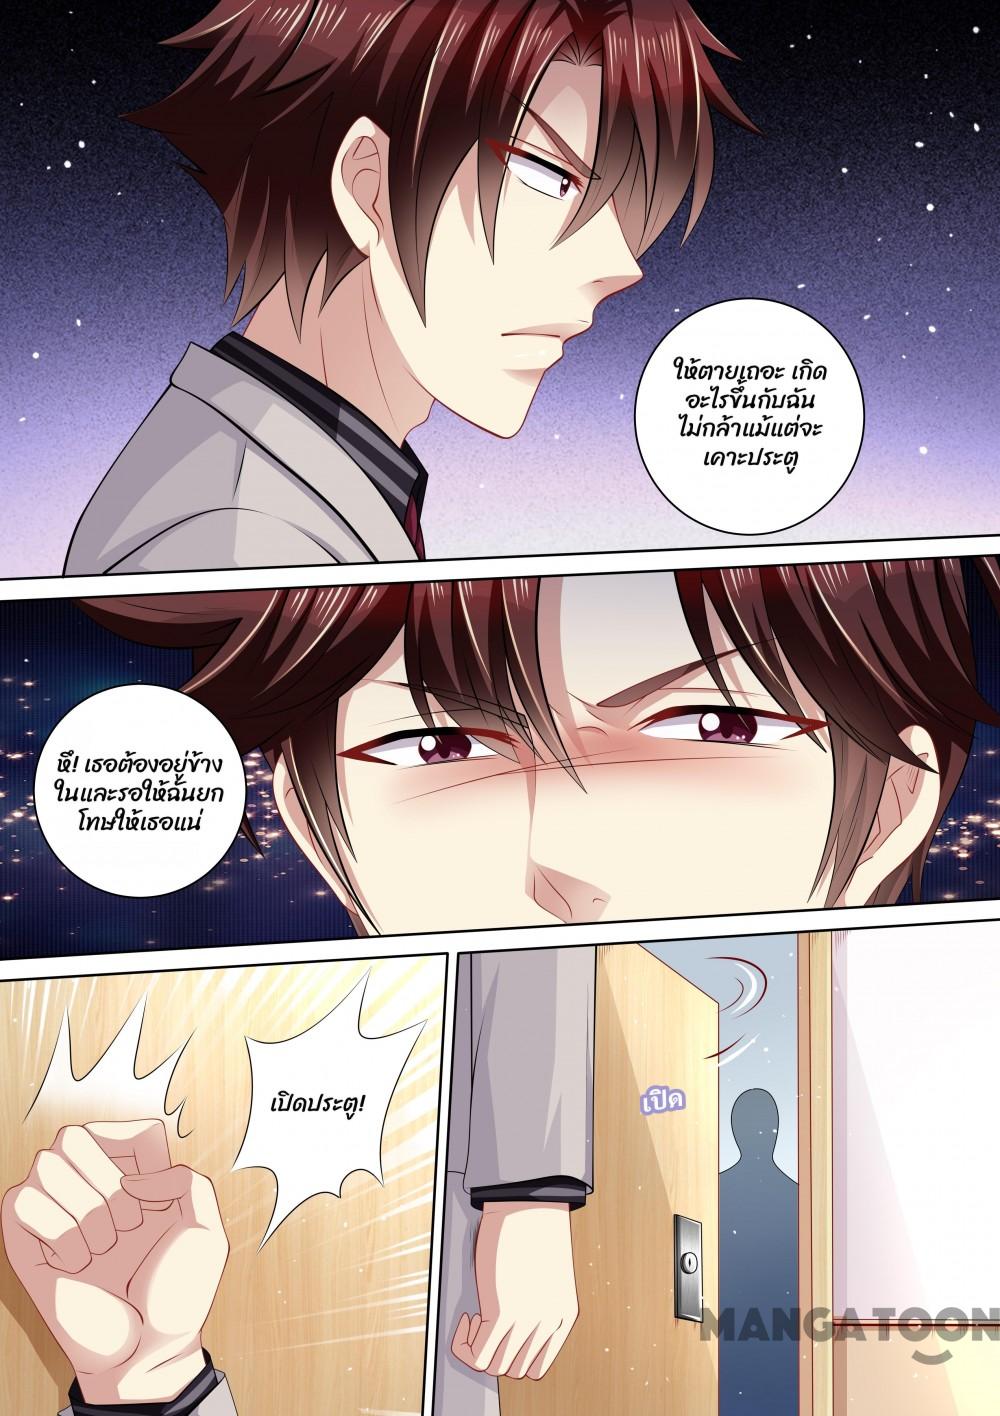 ให้ตายเถอะ เกิด
อะไรขึ้นกับฉัน
ไม่กล้าแม้แต่จะ
เคาะประตู
หึ! เธอต้องอยู่ข้าง
ในและรอให้ฉันยก
โทษให้เธอแน่
เปิดประตู!
เปิด
MANGATOON